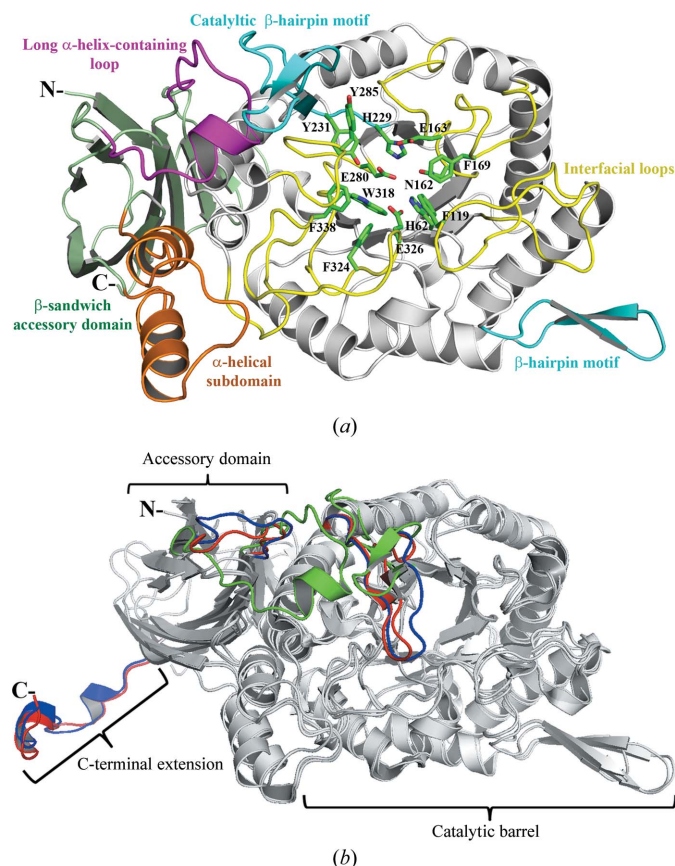 Catalyltic β-hairpin motif
Long α-helix-containing
loop
N-
Y285
Y231
H229
E163
F169
E280
N162
Interfacial loops
W318
F338
H62
F119
E326
F324
C-
β-sandwich
accessory domain
α-helical
subdomain
β-hairpin motif
(a)
Accessory domain
N-
C-
C-terminal extension
Catalytic barrel
(b)